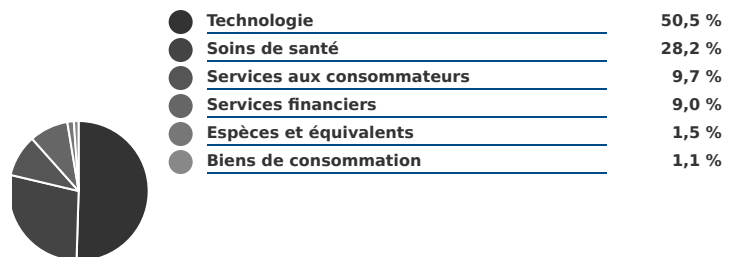 Technologie 50,5 %
Soins de santé 28,2 %
Services aux consommateurs 9,7 %
Services financiers 9,0 %
Espèces et équivalents 1,5 %
Biens de consommation 1,1 %